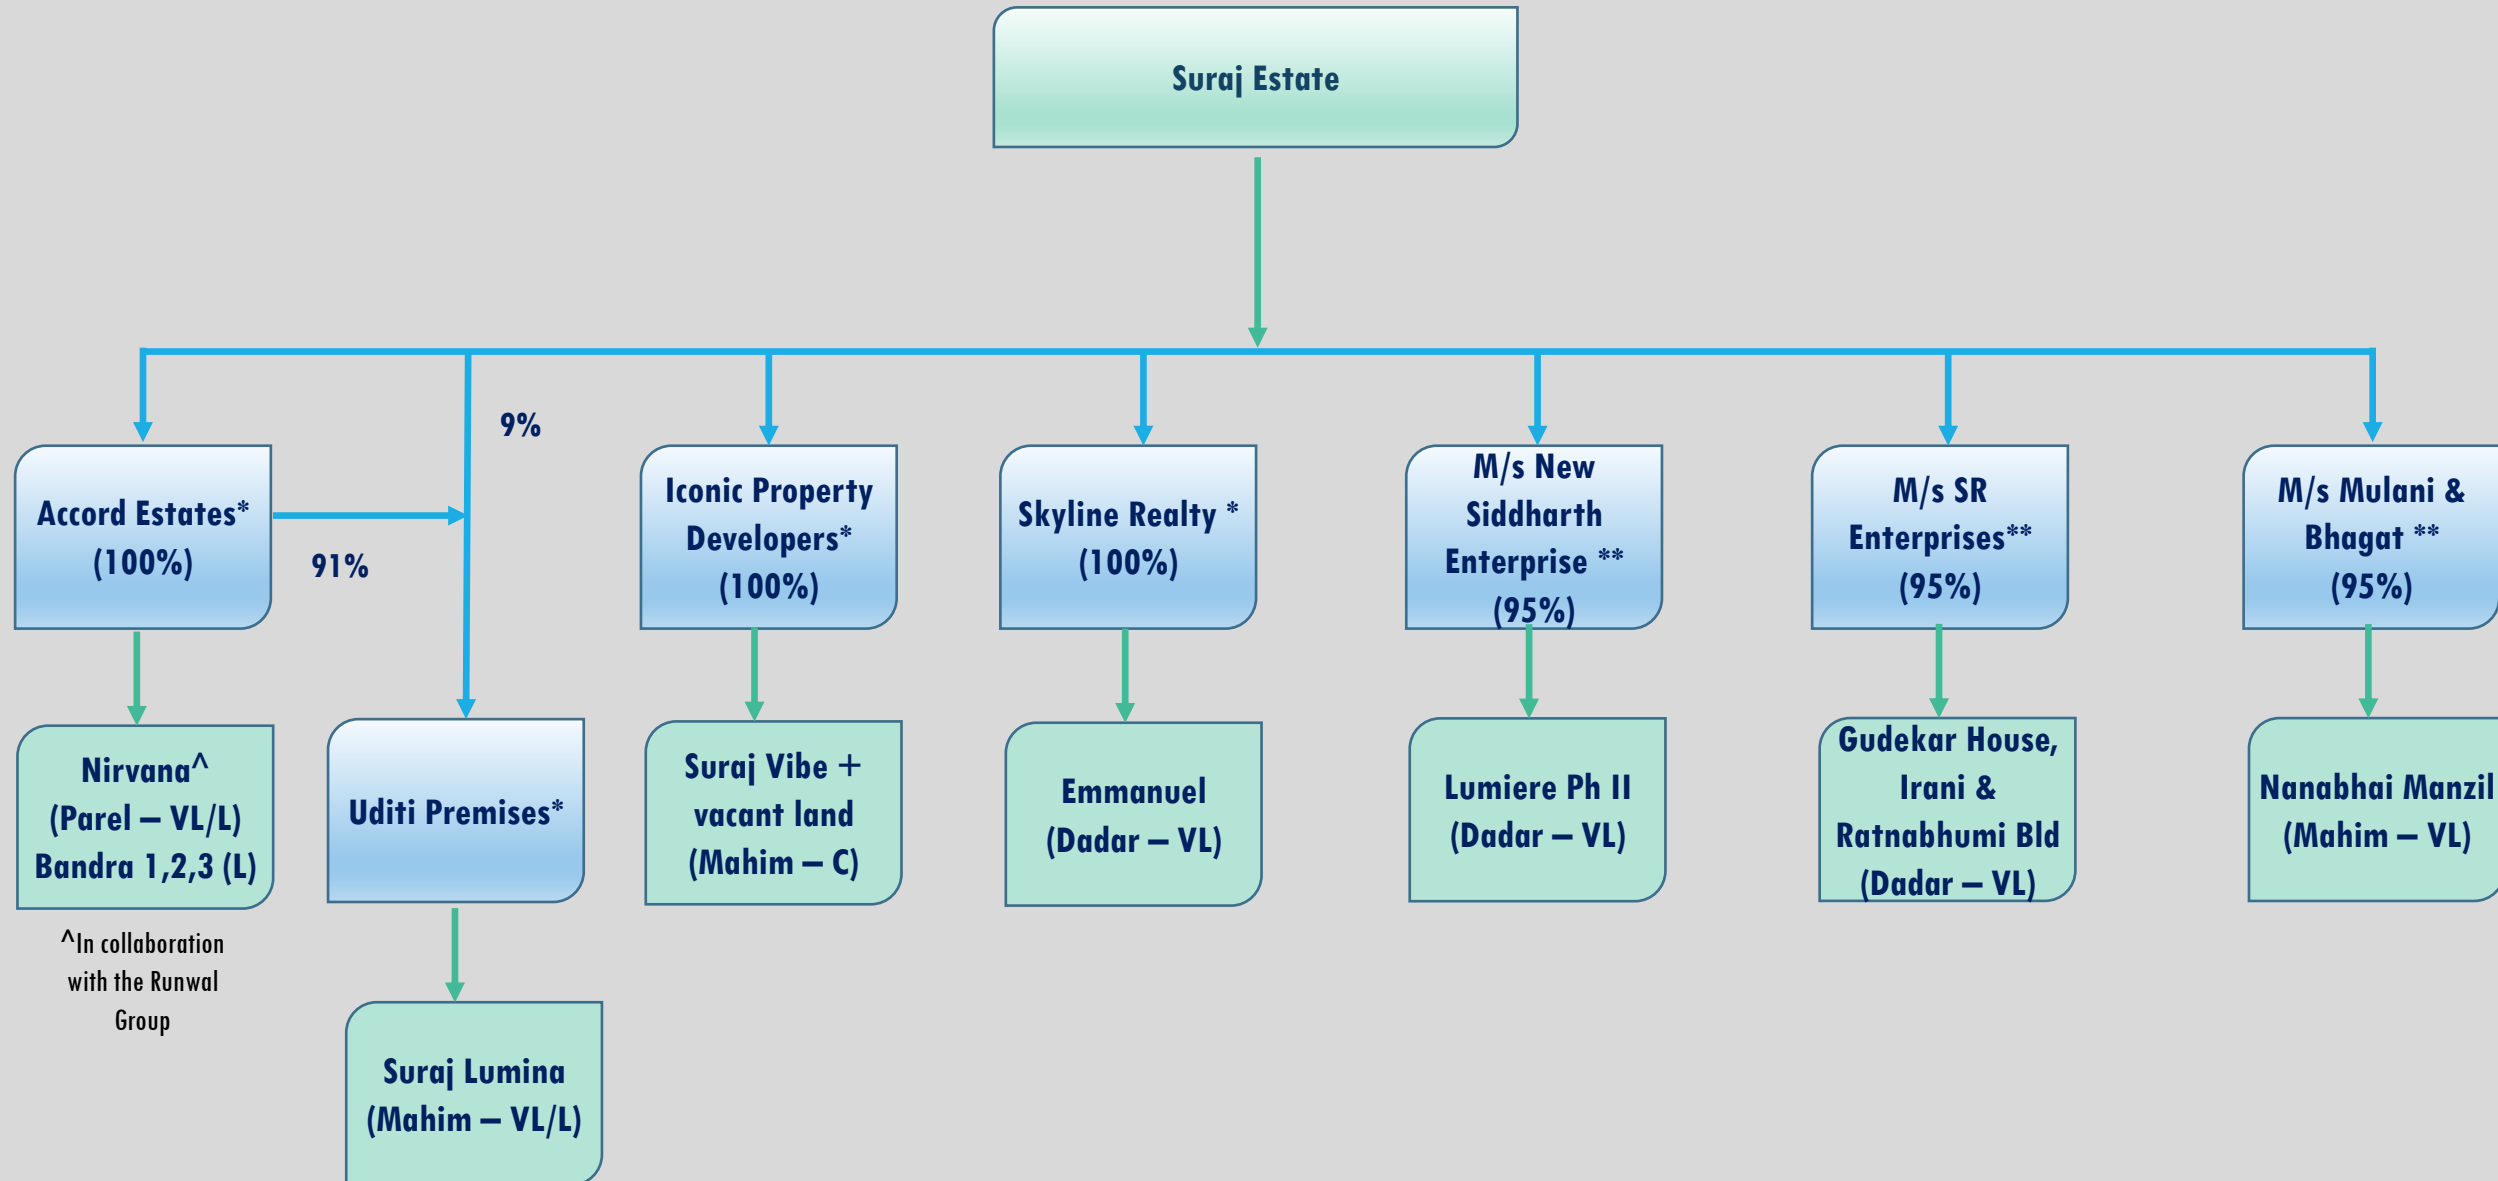 Suraj Estate
9%
91%
Accord Estates*
(100%)
Iconic Property
Developers*
(100%)
Skyline Realty *
(100%)
M/s New
Siddharth
Enterprise **
(95%)
M/s SR
Enterprises**
(95%)
M/s Mulani &
Bhagat **
(95%)
Nirvana^
(Parel – VL/L)
Bandra 1,2,3 (L)
Uditi Premises*
Suraj Vibe +
vacant land
(Mahim – C)
Emmanuel
(Dadar – VL)
Lumiere Ph II
(Dadar – VL)
Gudekar House,
Irani &
Ratnabhumi Bld
(Dadar – VL)
Nanabhai Manzil
(Mahim – VL)
^In collaboration
with the Runwal
Group
Suraj Lumina
(Mahim – VL/L)